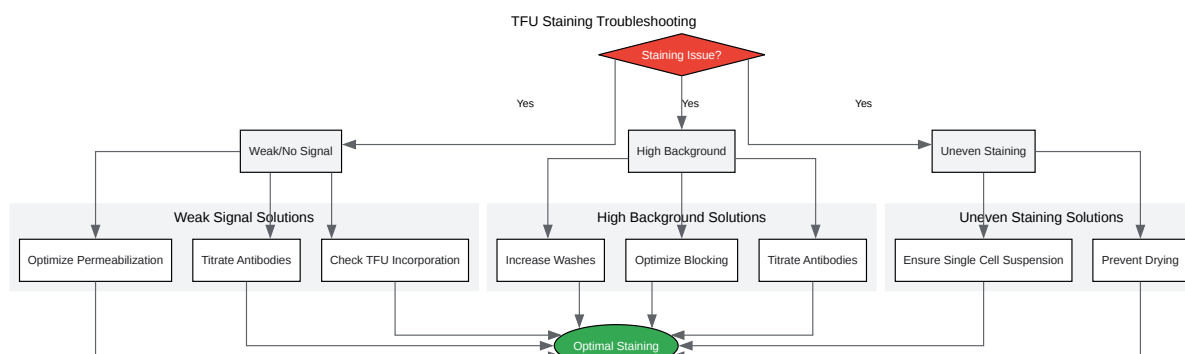 TFU Staining Troubleshooting
Staining Issue?
Yes
Yes
Yes
Weak/No Signal
High Background
Uneven Staining
Weak Signal Solutions
High Background Solutions
Uneven Staining Solutions
Optimize Permeabilization
Titrate Antibodies
Check TFU Incorporation
Increase Washes
Optimize Blocking
Titrate Antibodies
Ensure Single Cell Suspension
Prevent Drying
Optimal Staining